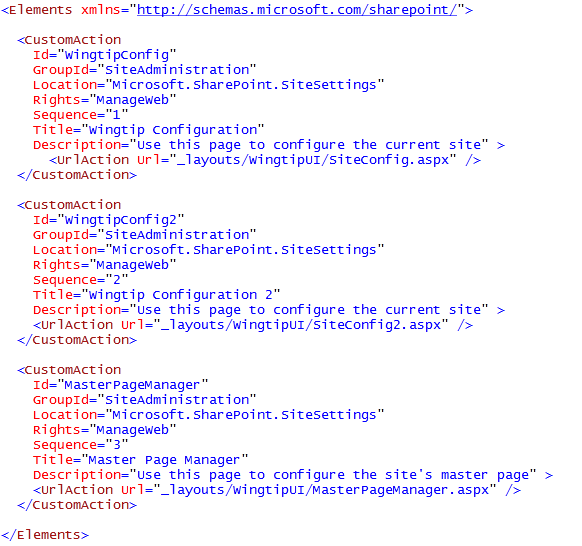 <Elements xmlns="http://schemas.microsoft.com/sharepoint/">
<CustomAction
Id="WingtipConfig"
GroupId="SiteAdministration"
Location="Microsoft.SharePoint.SiteSettings"
Rights="ManageWeb"
Sequence="1"
Title="Wingtip Configuration"
Description="Use this page to configure the current site" >
<UrlAction Url="_layouts/WingtipUI/SiteConfig.aspx" />
</CustomAction>
<CustomAction
Id="WingtipConfig2"
GroupId="SiteAdministration"
Location="Microsoft.SharePoint.SiteSettings"
Rights="ManageWeb"
Sequence="2"
Title="Wingtip Configuration 2"
Description="Use this page to configure the current site" >
<UrlAction Url="_layouts/WingtipUI/SiteConfig2.aspx" />
</CustomAction>
<CustomAction
Id="MasterPageManager"
GroupId="SiteAdministration"
Location="Microsoft.SharePoint.SiteSettings"
Rights="ManageWeb"
Sequence="3"
Title="Master Page Manager"
Description="Use this page to configure the site's master page" >
<UrlAction Url="_layouts/WingtipUI/MasterPageManager.aspx" />
</CustomAction>
</Elements>